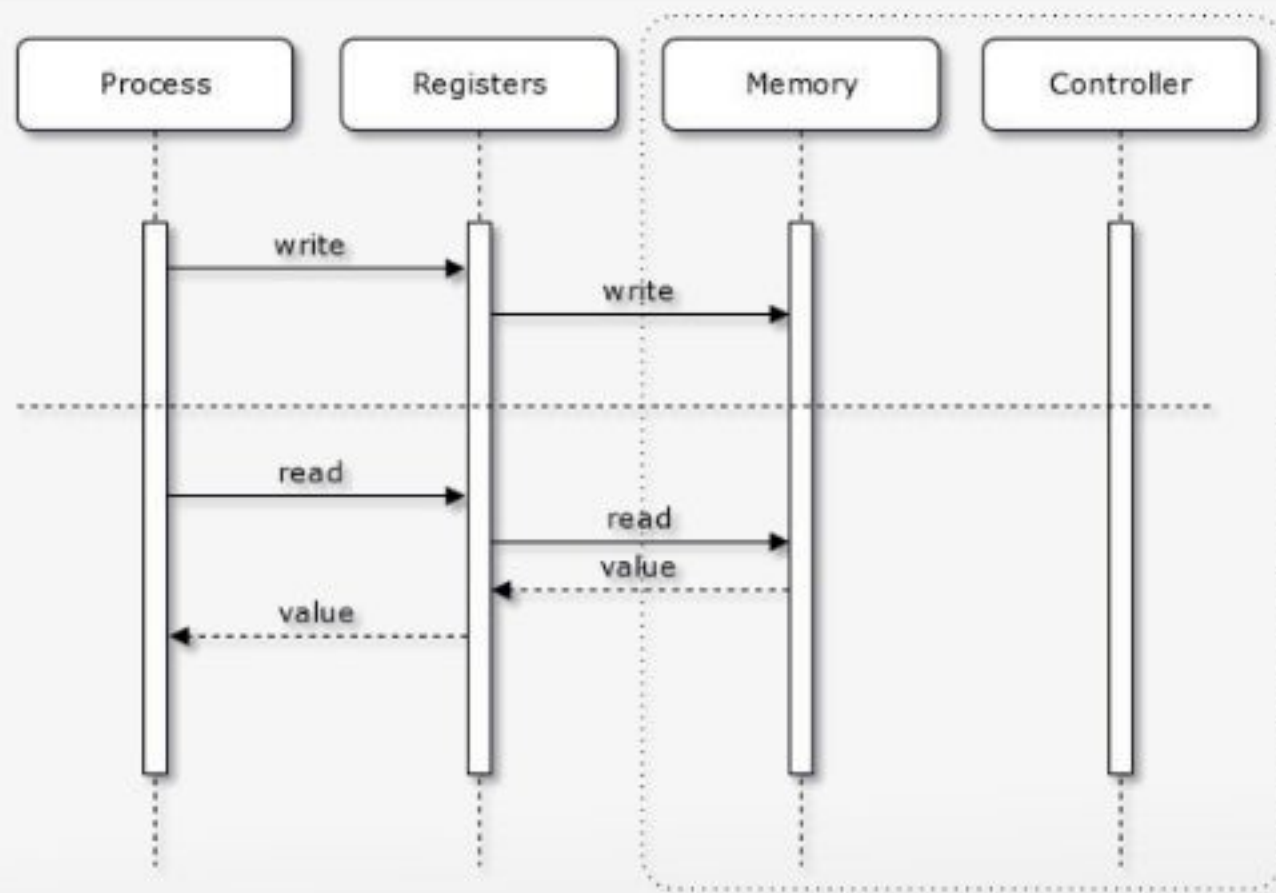 Process
Registers
Memory
Controller
write
write
read
read
value
value